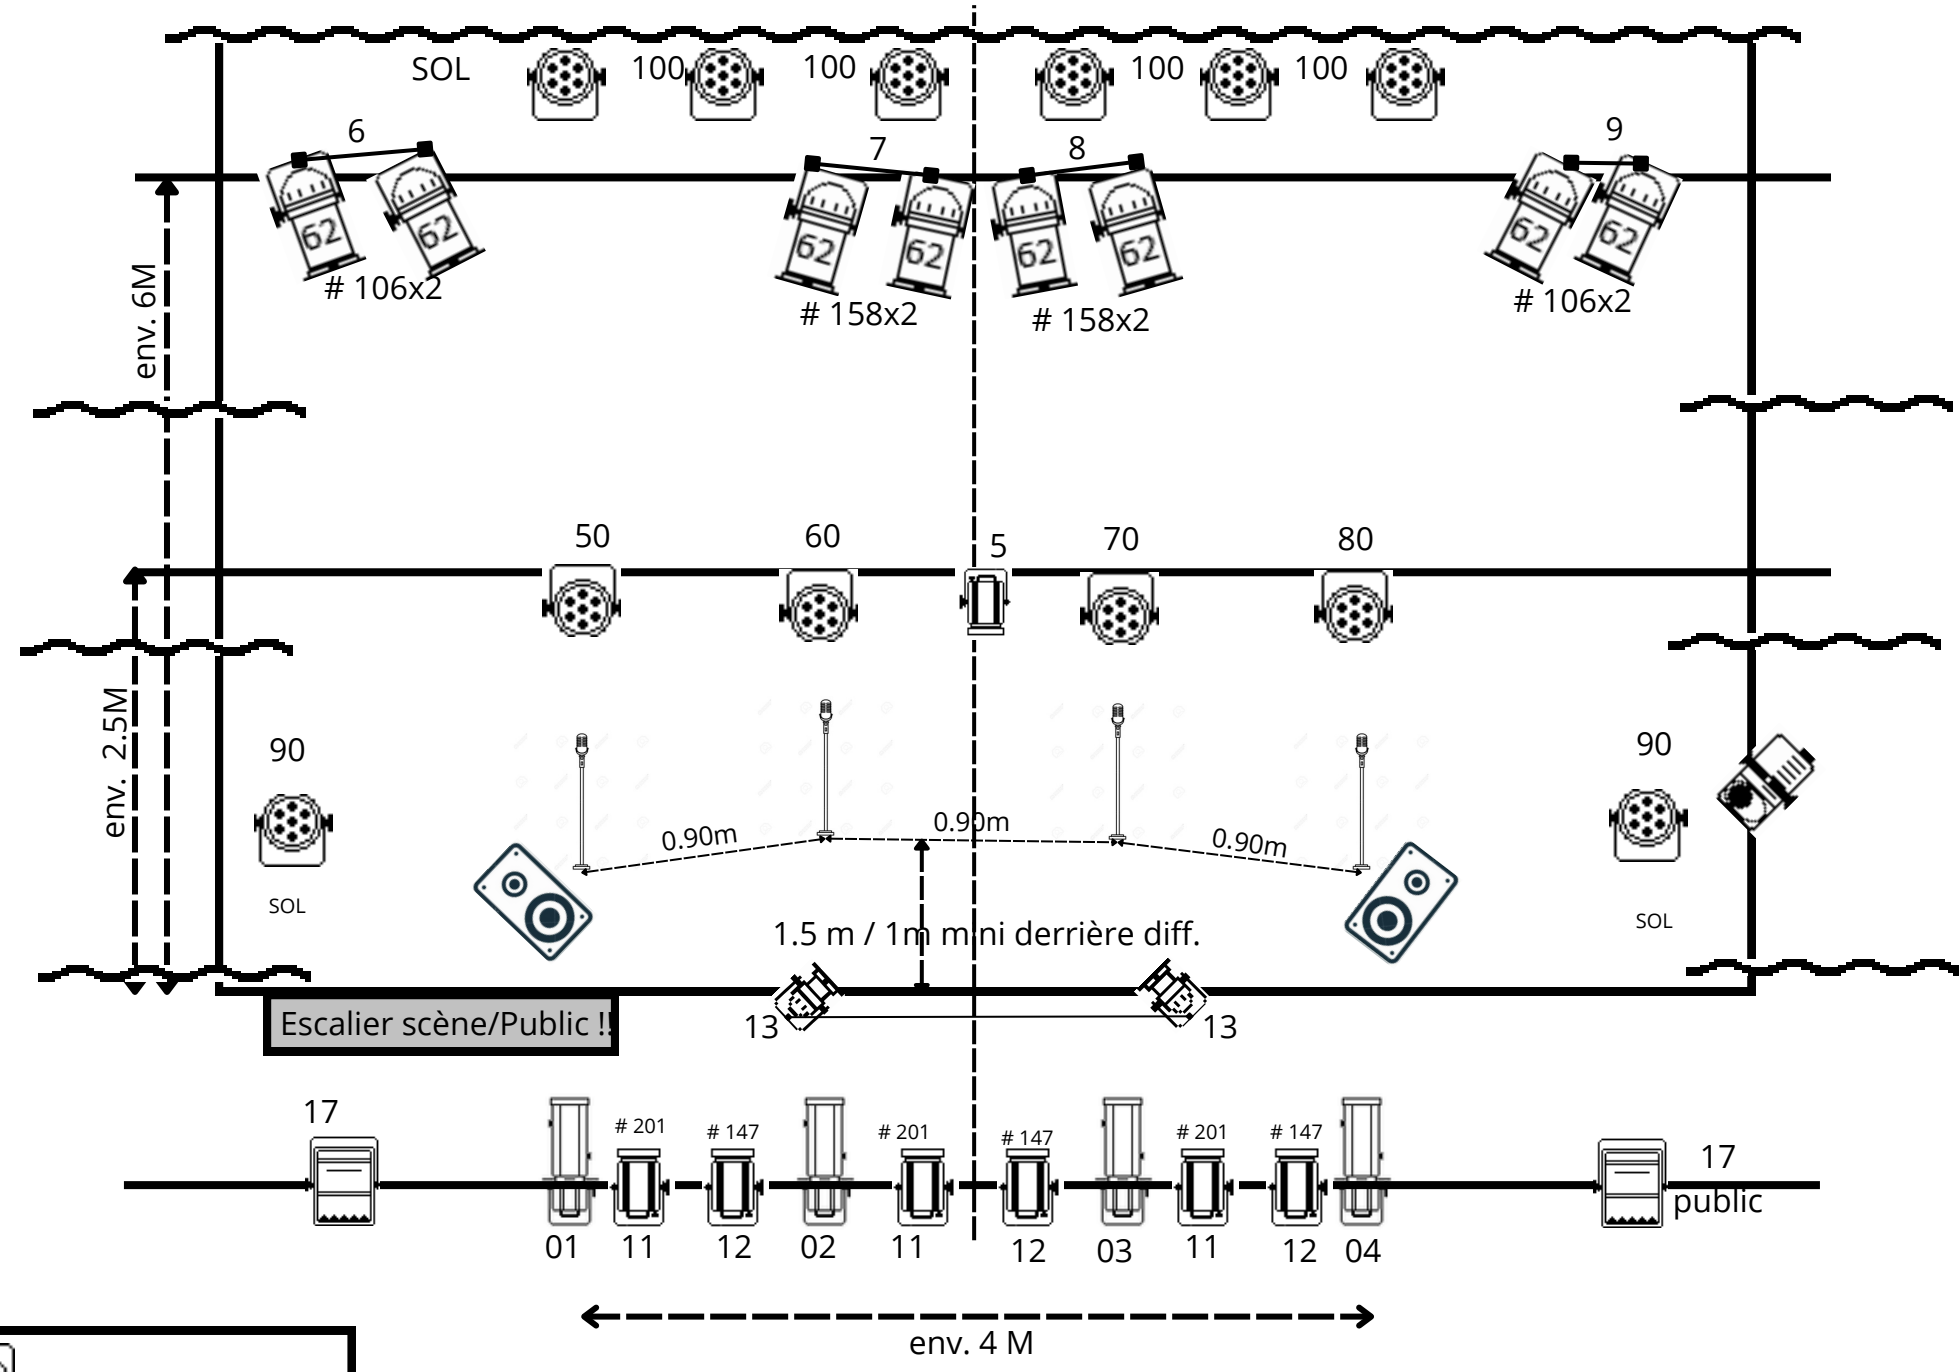 SOL 100 100 100 100
6 7 8 9
62 62 62 62 62 62 62 62
# 106x2 # 158x2 # 158x2 # 106x2
env. 6M
50 60 5 70 80
env. 2.5M
90 90
0.90m 0.90m 0.90m
SOL SOL
1.5 m / 1m mini derrière diff.
Escalier scène/Public !!
13 13
17 # 201 # 147 # 201 # 147 # 201 # 147 17
public
01 11 12 02 11 12 03 11 12 04
env. 4 M